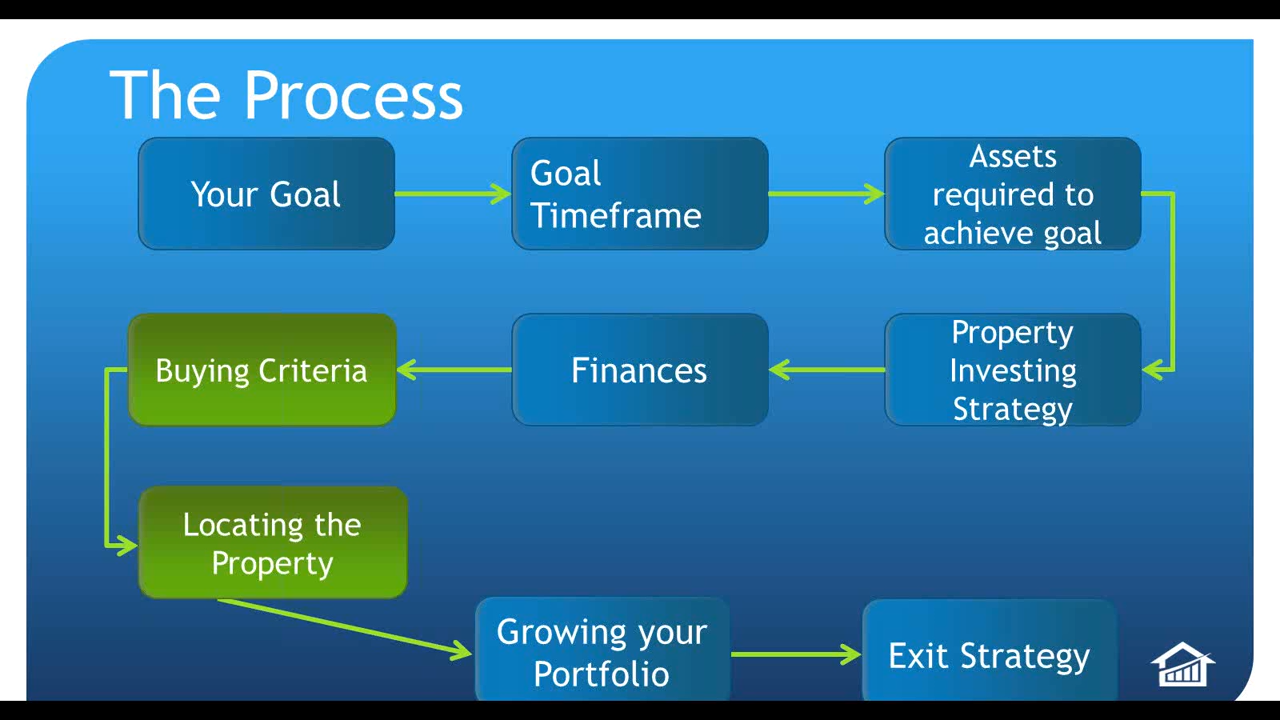 The Process
Your Goal
Goal
Timeframe
Assets
required to
achieve goal
Property
Investing
Strategy
Finances
Buying Criteria
Locating the
Property
Growing your
Portfolio
Exit Strategy